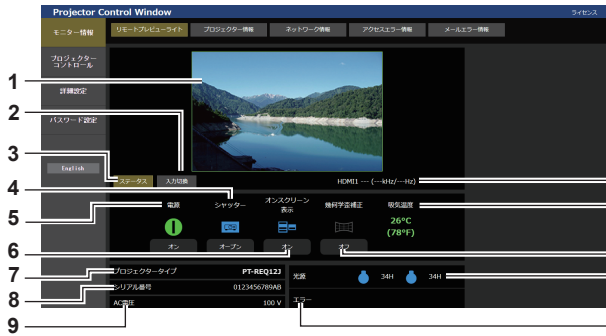 Projector Control Window
ライセンス
モニター情報
リモートプレビューライト
プロジェクター情報
ネットワーク情報
アクセスエラー情報
メールエラー情報
プロジェクター
コントロール
詳細設定
パスワード設定
English
1
2
3
ステータス
入力切換
HDMI1 --- (---kHz/---Hz)
4
電源
シャッター
オンスクリーン
表示
幾何学歪補正
吸気温度
5
26°C
(78°F)
6
オン
オープン
オン
オフ
7
プロジェクタータイプ
PT-REQ12J
光源
34H
34H
8
シリアル番号
0123456789AB
9
AC電圧
100 V
エラー